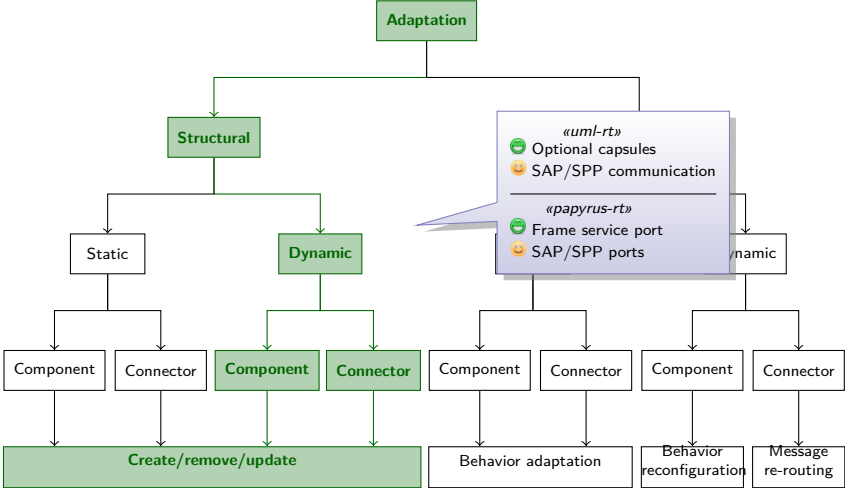 Adaptation
Structural
«uml-rt»
Optional capsules
SAP/SPP communication
«papyrus-rt»
Frame service port
SAP/SPP ports
Static
Dynamic
ynamic
Component
Connector
Component
Connector
Component
Connector
Component
Connector
Create/remove/update
Behavior adaptation
Behavior
reconfiguration
Message
re-routing